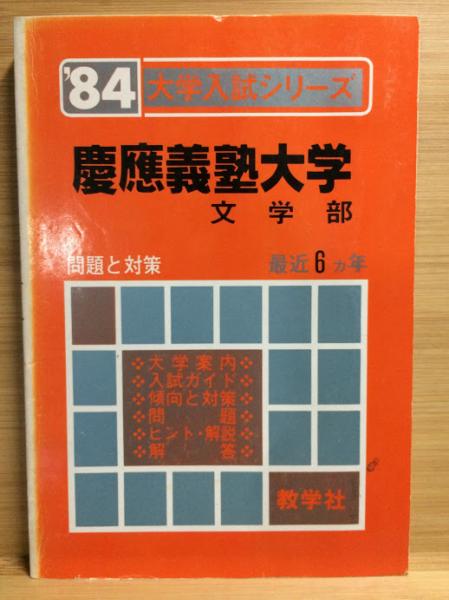 '84 大学入試シリーズ
慶應義塾大学
文学部
問題と対策 最近6ヵ年
❖大学案内❖
❖入試ガイド❖
❖傾向と対策❖
❖問題❖
❖ヒント・解説❖
❖解答❖
教学社